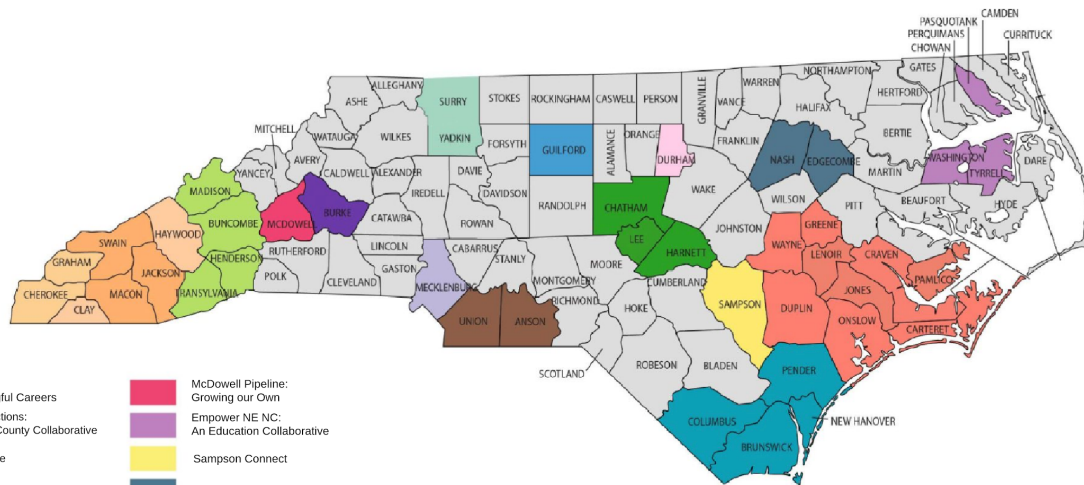 CAMDEN
PASQUOTANK
PERQUIMANS
CURRITUCK
CHOWAN
GATES
NORTHAMPTON
ALLEGHANY
SURRY
STOKES
ROCKINGHAM
CASWELL
PERSON
GRANVILLE
VANCE
WARREN
HERTFORD
ASHE
HALIFAX
MITCHELL
WATAUGA
WILKES
YADKIN
FORSYTH
GUILFORD
ALAMANCE
ORANGE
DURHAM
FRANKLIN
BERTIE
AVERY
NASH
EDGECOMBE
WASHINGTON
TYRRELL
DARE
YANCEY
CALDWELL
ALEXANDER
DAVIE
MARTIN
MADISON
IREDELL
DAVIDSON
RANDOLPH
WAKE
WILSON
PITT
BEAUFORT
HYDE
MCDOWELL
BURKE
CATAWBA
ROWAN
CHATHAM
BUNCOMBE
HAYWOOD
SWAIN
LEE
HARNETT
JOHNSTON
WAYNE
GREENE
LENOIR
CRAVEN
GRAHAM
JACKSON
HENDERSON
RUTHERFORD
LINCOLN
CABARRUS
STANLY
MOORE
POLK
CLEVELAND
GASTON
MECKLENBURG
MONTGOMERY
CUMBERLAND
PAMLICO
CHEROKEE
MACON
TRANSYLVANIA
CLAY
RICHMOND
HOKE
SAMPSON
DUPLIN
JONES
ONSLOW
CARTERET
UNION
ANSON
SCOTLAND
ROBESON
BLADEN
PENDER
COLUMBUS
NEW HANOVER
BRUNSWICK
ful Careers
McDowell Pipeline:
Growing our Own
ctions:
County Collaborative
Empower NE NC:
An Education Collaborative
e
Sampson Connect